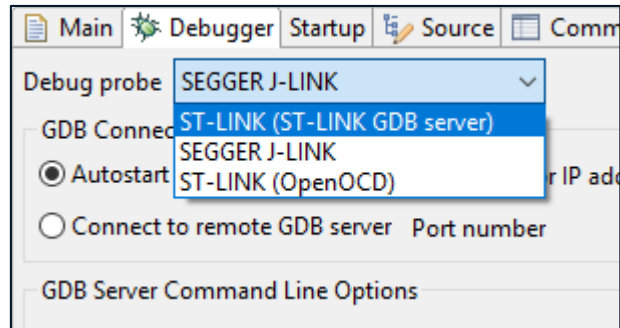 Main Debugger Startup Source Comm
Debug probe SEGGER J-LINK
ST-LINK (ST-LINK GDB server)
GDB Connec
SEGGER J-LINK
Autostart r IP add
ST-LINK (OpenOCD)
Connect to remote GDB server Port number
GDB Server Command Line Options